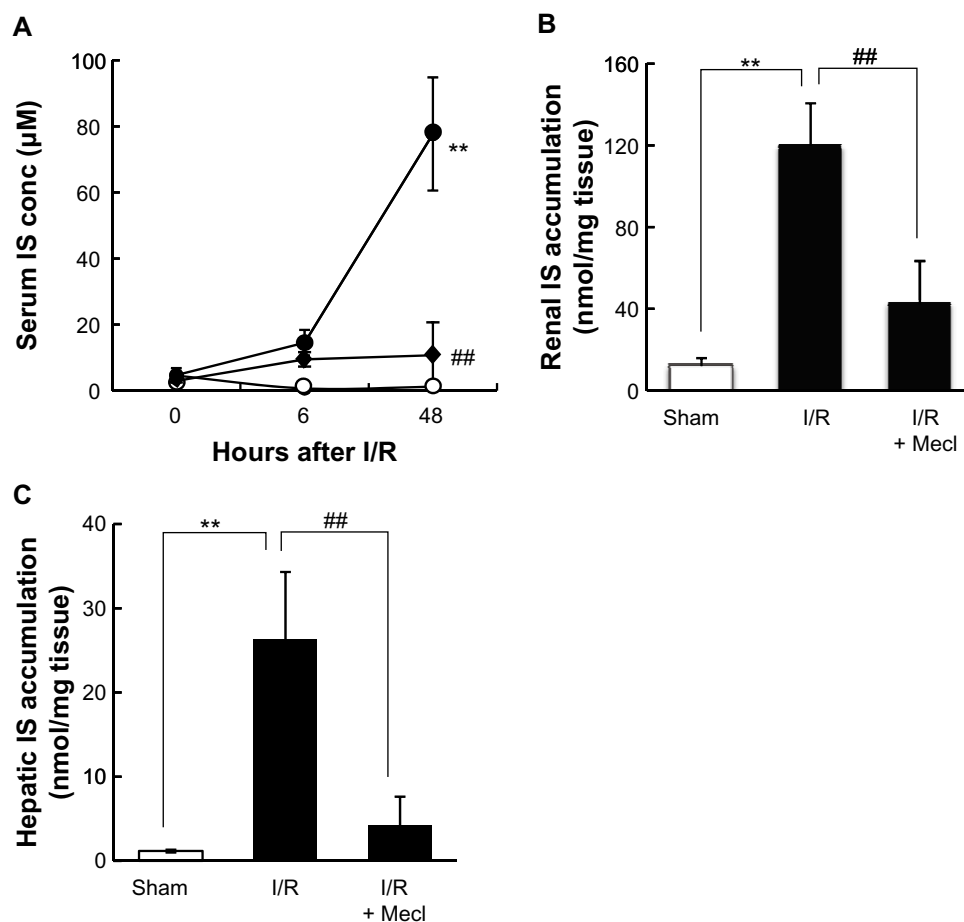 A
Serum IS conc (µM)
100
80
60
40
20
0
**
##
0 6 48
Hours after I/R
B
Renal IS accumulation
(nmol/mg tissue)
160
120
80
40
0
**
##
Sham I/R I/R
+ Mecl
C
Hepatic IS accumulation
(nmol/mg tissue)
40
30
20
10
0
**
##
Sham I/R I/R
+ Mecl